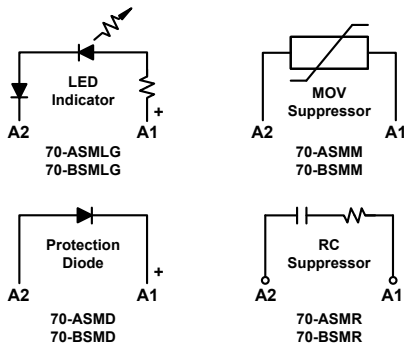 LED
Indicator
+
A2 A1
70-ASMLG
70-BSMLG
MOV
Suppressor
A2 A1
70-ASMM
70-BSMM
Protection
Diode
+
A2 A1
70-ASMD
70-BSMD
RC
Suppressor
A2 A1
70-ASMR
70-BSMR